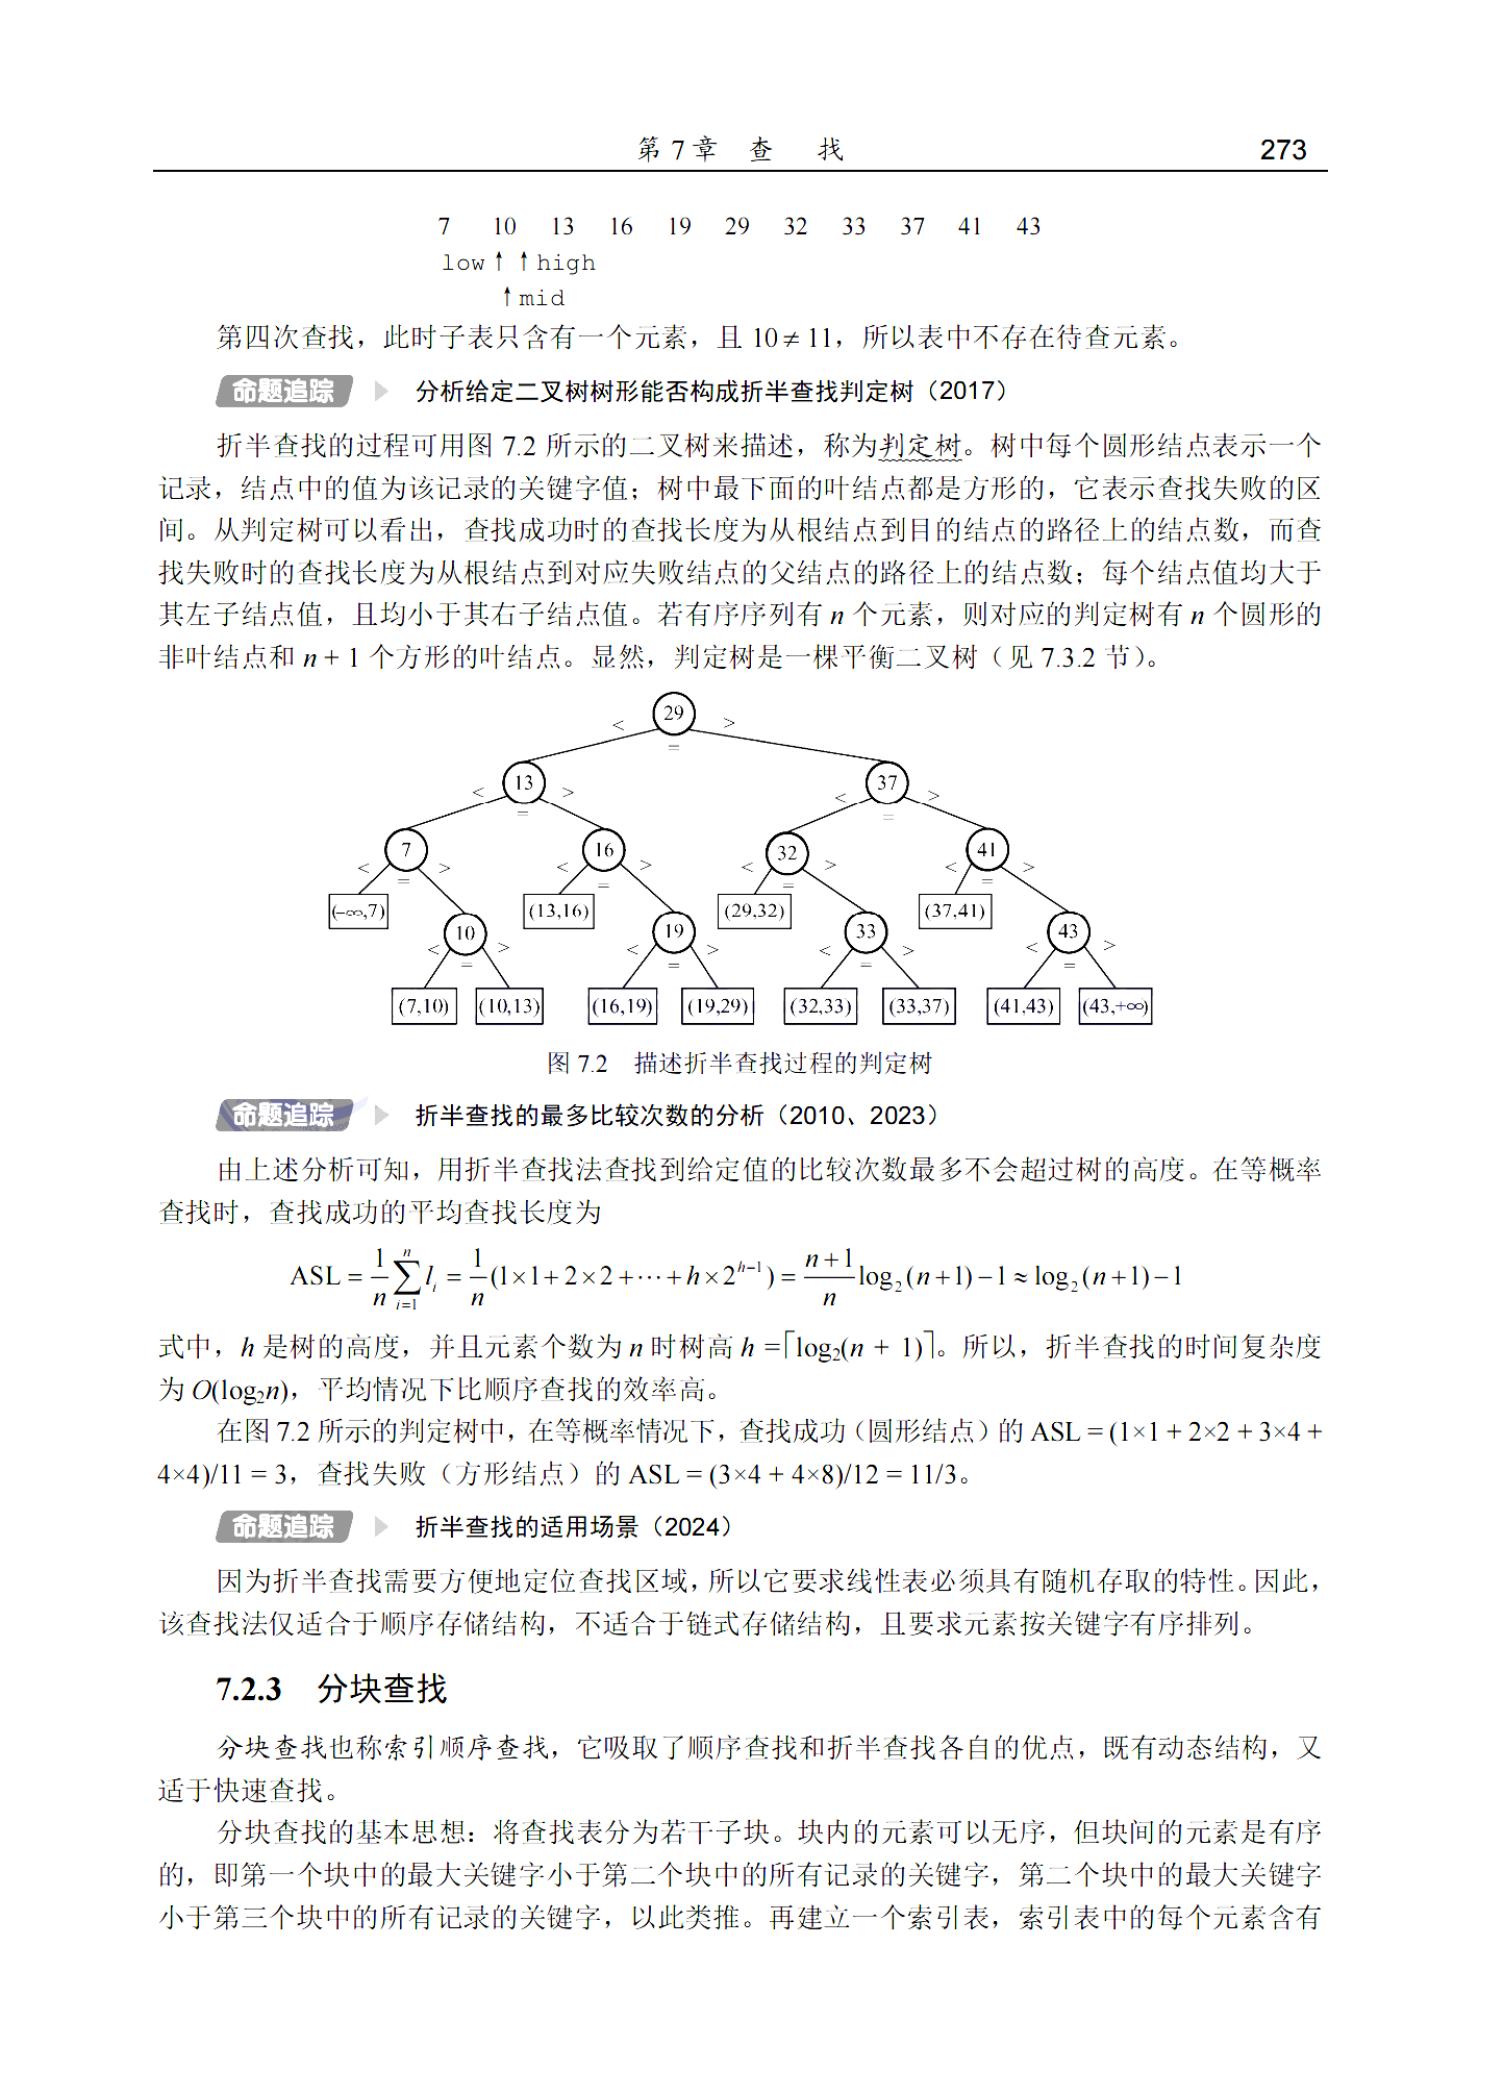 第 7 章 查 找 273
7 10 13 16 19 29 32 33 37 41 43
low↑ ↑high
↑mid
第四次查找，此时子表只含有一个元素，且 10 ≠ 11，所以表中不存在待查元素。
命题追踪 分析给定二叉树树形能否构成折半查找判定树（2017）
折半查找的过程可用图 7.2 所示的二叉树来描述，称为判定树。树中每个圆形结点表示一个
记录，结点中的值为该记录的关键字值；树中最下面的叶结点都是方形的，它表示查找失败的区
间。从判定树可以看出，查找成功时的查找长度为从根结点到目的结点的路径上的结点数，而查
找失败时的查找长度为从根结点到对应失败结点的父结点的路径上的结点数；每个结点值均大于
其左子结点值，且均小于其右子结点值。若有序序列有 n 个元素，则对应的判定树有 n 个圆形的
非叶结点和 n + 1 个方形的叶结点。显然，判定树是一棵平衡二叉树（见 7.3.2 节）。
< 29 >
=
< 13 > < 37 >
= =
7 16 32 41
< > < > < > < >
= = = =
(−∞,7) (13,16) (29,32) (37,41)
10 19 33 43
< > < > < > < >
= = = =
(7,10) (10,13) (16,19) (19,29) (32,33) (33,37) (41,43) (43,+∞)
图 7.2 描述折半查找过程的判定树
命题追踪 折半查找的最多比较次数的分析（2010、2023）
由上述分析可知，用折半查找法查找到给定值的比较次数最多不会超过树的高度。在等概率
查找时，查找成功的平均查找长度为
ASL = \frac{1}{n}\sum_{i=1}^{n} l_i = \frac{1}{n}(1×1+2×2+⋯+h×2^{h−1}) = \frac{n+1}{n}log₂(n+1)−1 ≈ log₂(n+1)−1
式中，h 是树的高度，并且元素个数为 n 时树高 h =⌈log₂(n + 1)⌉。所以，折半查找的时间复杂度
为 O(log₂n)，平均情况下比顺序查找的效率高。
在图 7.2 所示的判定树中，在等概率情况下，查找成功（圆形结点）的 ASL = (1×1 + 2×2 + 3×4 +
4×4)/11 = 3，查找失败（方形结点）的 ASL = (3×4 + 4×8)/12 = 11/3。
命题追踪 折半查找的适用场景（2024）
因为折半查找需要方便地定位查找区域，所以它要求线性表必须具有随机存取的特性。因此，
该查找法仅适合于顺序存储结构，不适合于链式存储结构，且要求元素按关键字有序排列。
7.2.3 分块查找
分块查找也称索引顺序查找，它吸取了顺序查找和折半查找各自的优点，既有动态结构，又
适于快速查找。
分块查找的基本思想：将查找表分为若干子块。块内的元素可以无序，但块间的元素是有序
的，即第一个块中的最大关键字小于第二个块中的所有记录的关键字，第二个块中的最大关键字
小于第三个块中的所有记录的关键字，以此类推。再建立一个索引表，索引表中的每个元素含有